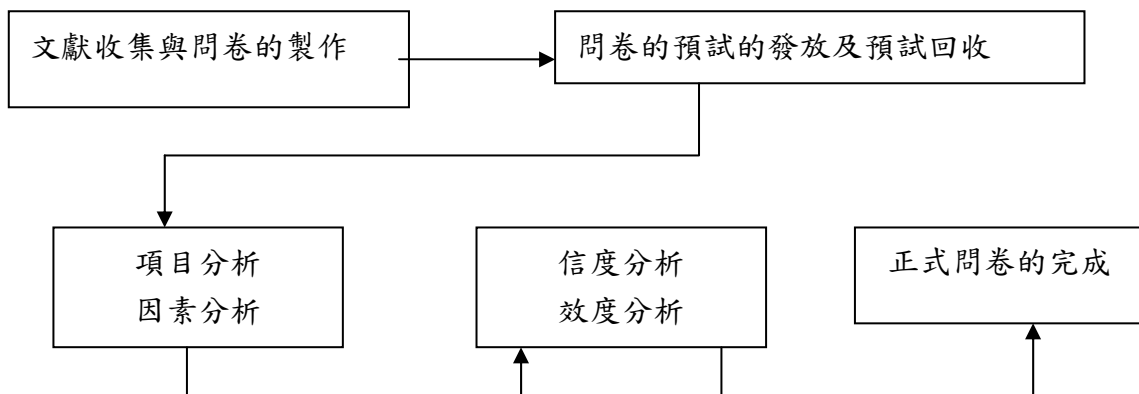 文獻收集與問卷的製作
問卷的預試的發放及預試回收
項目分析
因素分析
信度分析
效度分析
正式問卷的完成